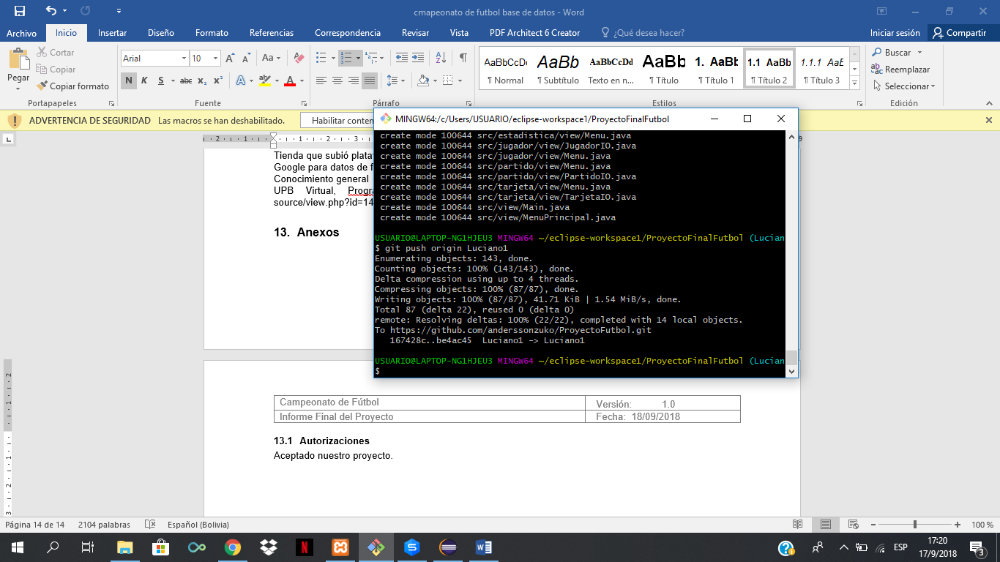 cmapeonato de futbol base de datos - Word
Archivo Inicio Insertar Diseño Formato Referencias Correspondencia Revisar Vista PDF Architect 6 Creator ¿Qué desea hacer? Iniciar sesión Compartir
Pegar
Cortar
Copiar
Copiar formato
Portapapeles
Arial 10
N K S abc x₂ x²
Fuente
Párrafo
AaBbCcDc AaBb AaBbCcDd AaBb 1. AaBb 1.1 AaBb 1.1.1 AaE
¶ Normal ¶ Subtítulo Texto en n... ¶ Título ¶ Título 1 ¶ Título 2 ¶ Título 3
Estilos
Buscar
Reemplazar
Seleccionar
Edición
ADVERTENCIA DE SEGURIDAD Las macros se han deshabilitado. Habilitar conten
Tienda que subió plata
Google para datos de f
Conocimiento general
UPB Virtual, Progra
source/view.php?id=14
13. Anexos
MINGW64:/c/Users/USUARIO/eclipse-workspace1/ProyectoFinalFutbol
create mode 100644 src/estadistica/view/Menu.java
create mode 100644 src/jugador/view/JugadorIO.java
create mode 100644 src/jugador/view/Menu.java
create mode 100644 src/partido/view/Menu.java
create mode 100644 src/partido/view/PartidoIO.java
create mode 100644 src/tarjeta/view/Menu.java
create mode 100644 src/tarjeta/view/TarjetaIO.java
create mode 100644 src/view/Main.java
create mode 100644 src/view/MenuPrincipal.java
USUARIO@LAPTOP-NG1HJEU3 MINGW64 ~/eclipse-workspace1/ProyectoFinalFutbol (Lucian
$ git push origin Luciano1
Enumerating objects: 143, done.
Counting objects: 100% (143/143), done.
Delta compression using up to 4 threads.
Compressing objects: 100% (87/87), done.
Writing objects: 100% (87/87), 41.71 KiB | 1.54 MiB/s, done.
Total 87 (delta 22), reused 0 (delta 0)
remote: Resolving deltas: 100% (22/22), completed with 14 local objects.
To https://github.com/anderssonzuko/ProyectoFutbol.git
167428c..be4ac45 Luciano1 -> Luciano1
USUARIO@LAPTOP-NG1HJEU3 MINGW64 ~/eclipse-workspace1/ProyectoFinalFutbol (Lucian
$
Campeonato de Fútbol Versión: 1.0
Informe Final del Proyecto Fecha: 18/09/2018
13.1 Autorizaciones
Aceptado nuestro proyecto.
Página 14 de 14 2104 palabras Español (Bolivia) 100 %
ESP
17:20
17/9/2018
3